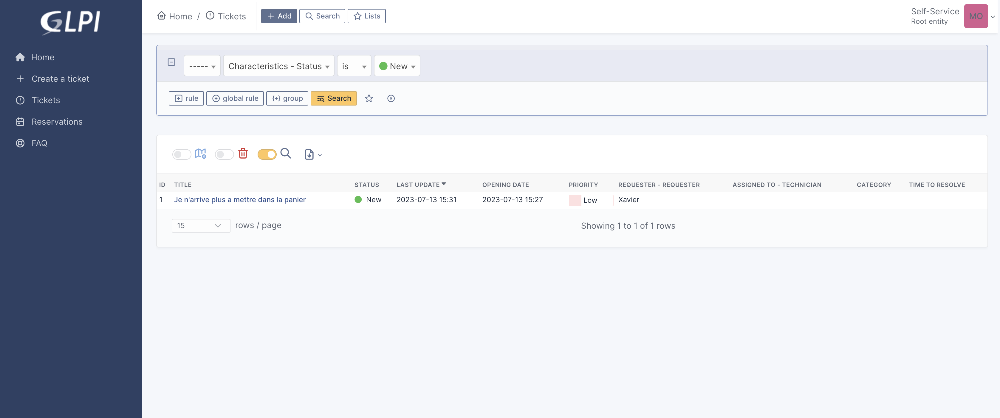 GLPI
Home
Create a ticket
Tickets
Reservations
FAQ
Home / Tickets
Add
Search
Lists
Self-Service
Root entity
MO
-----
Characteristics - Status
is
New
rule
global rule
group
Search
ID TITLE STATUS LAST UPDATE OPENING DATE PRIORITY REQUESTER - REQUESTER ASSIGNED TO - TECHNICIAN CATEGORY TIME TO RESOLVE
1 Je n'arrive plus a mettre dans la panier New 2023-07-13 15:31 2023-07-13 15:27 Low Xavier
15 rows / page
Showing 1 to 1 of 1 rows